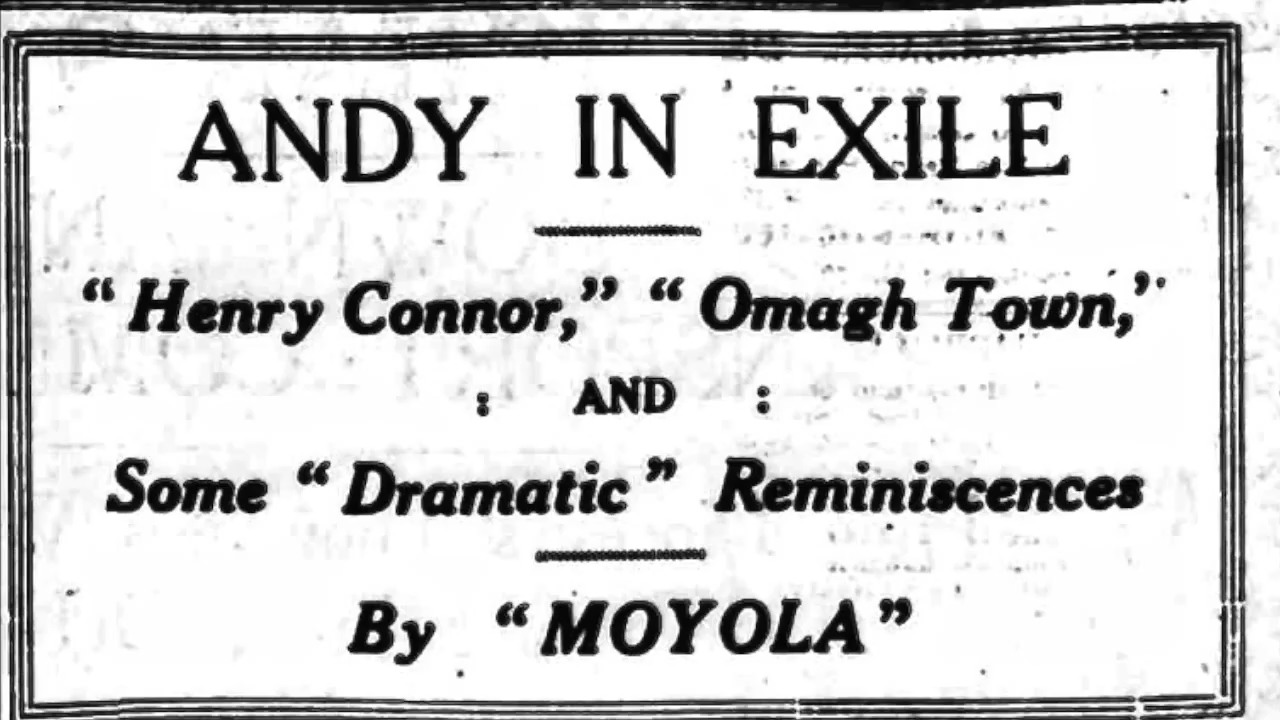 ANDY IN EXILE
“Henry Connor,” “Omagh Town,”
: AND :
Some “Dramatic” Reminiscences
By “MOYOLA”